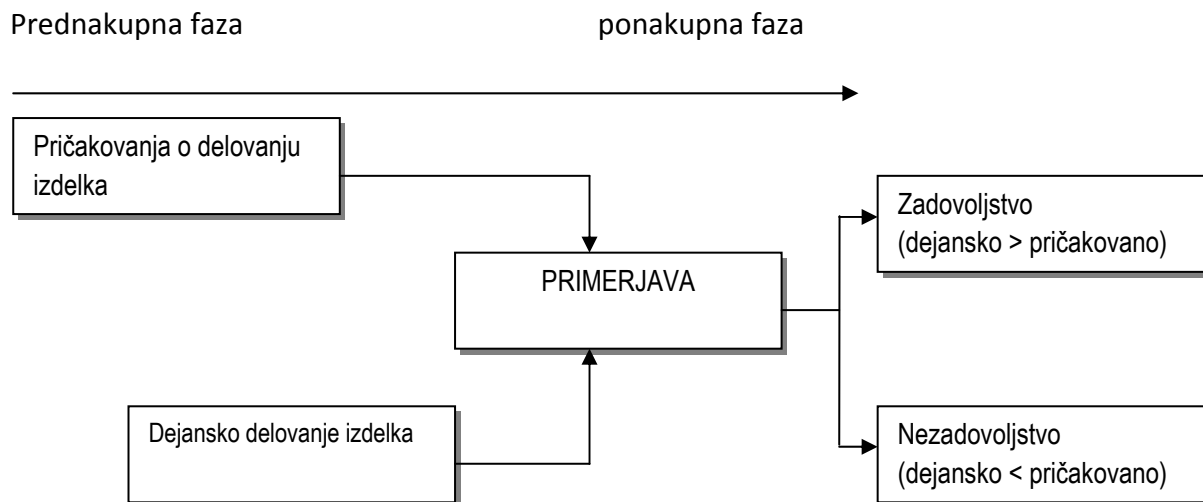 Prednakupna faza ponakupna faza
Pričakovanja o delovanju
izdelka
Zadovoljstvo
(dejansko > pričakovano)
PRIMERJAVA
Dejansko delovanje izdelka
Nezadovoljstvo
(dejansko < pričakovano)